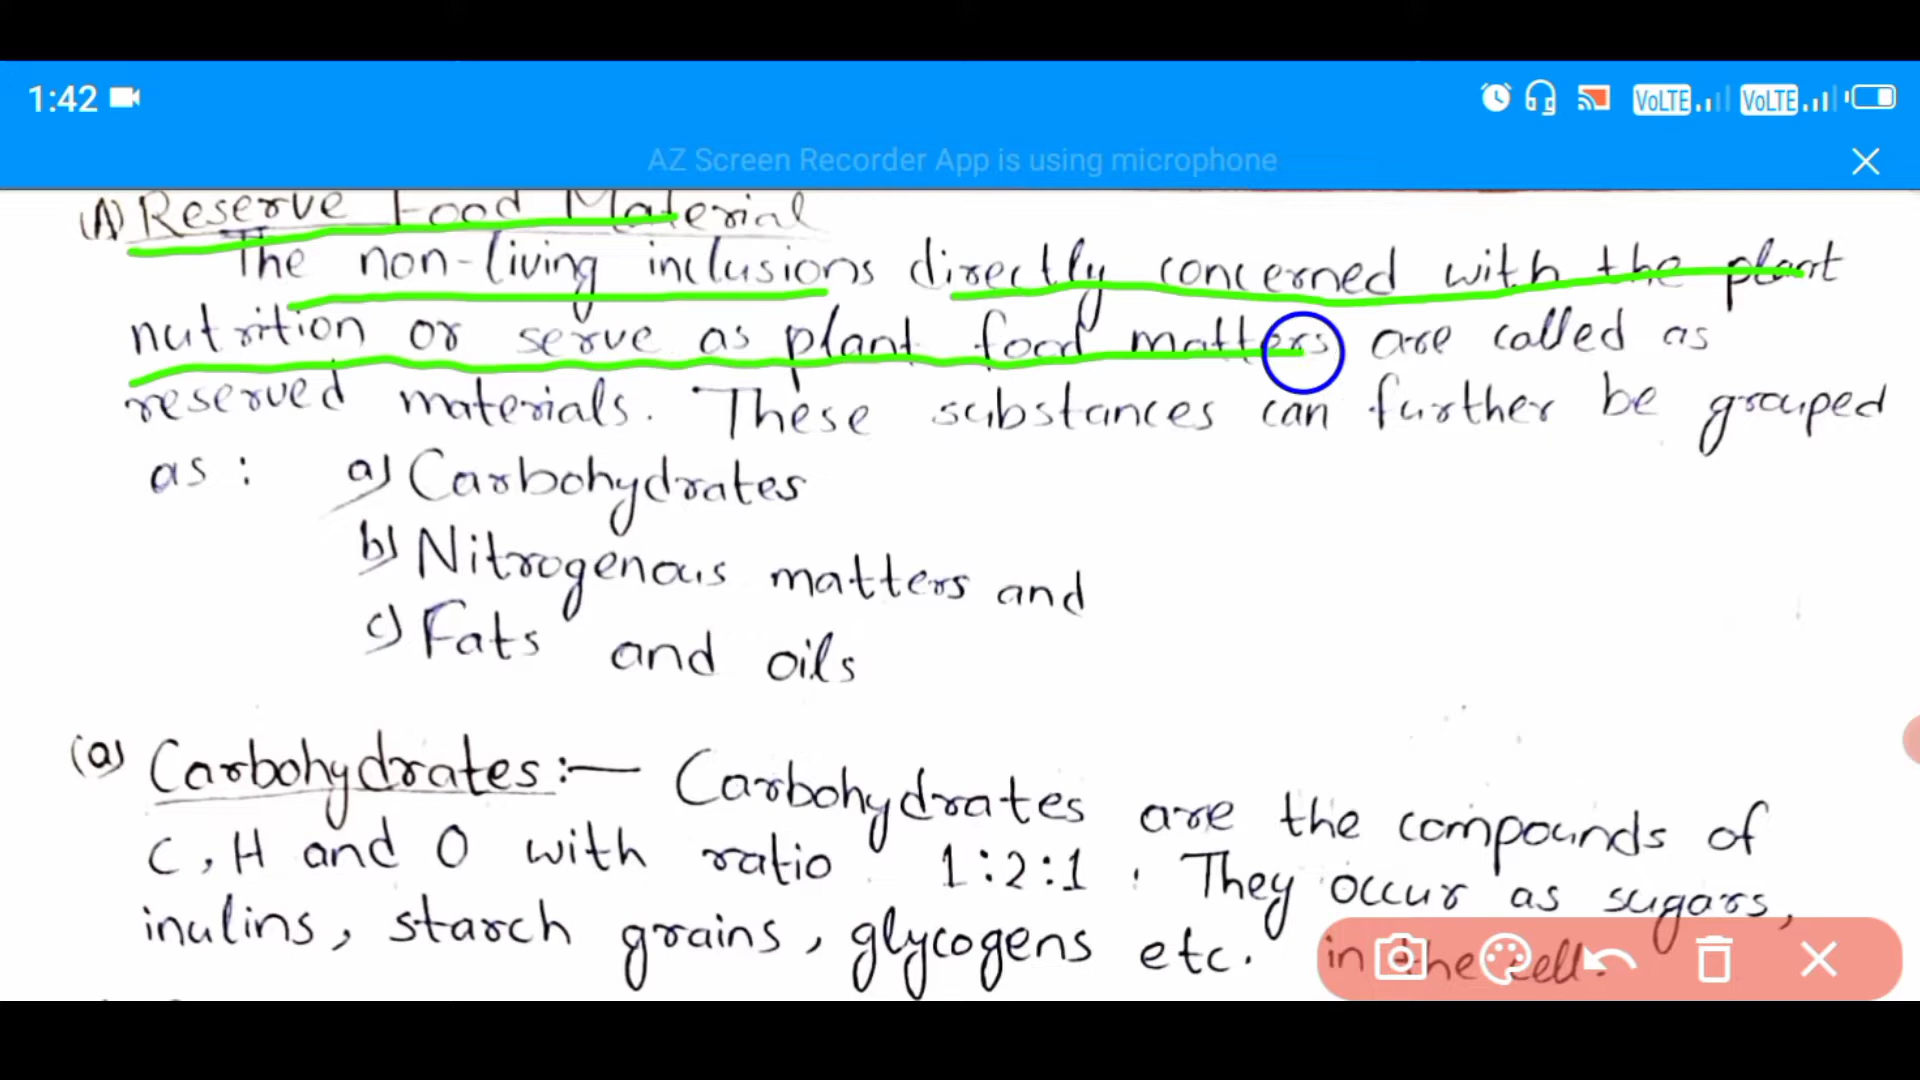 1:42
VoLTE VoLTE
AZ Screen Recorder App is using microphone
(A) Reserve Food Material
The non-living inclusions directly concerned with the plant
nutrition or serve as plant food matters are called as
reserved materials. These substances can further be grouped
as: a) Carbohydrates
b) Nitrogenous matters and
c) Fats and oils
(a) Carbohydrates:— Carbohydrates are the compounds of
C, H and O with ratio 1:2:1. They occur as sugars,
inulins, starch grains, glycogens etc. in the cell.